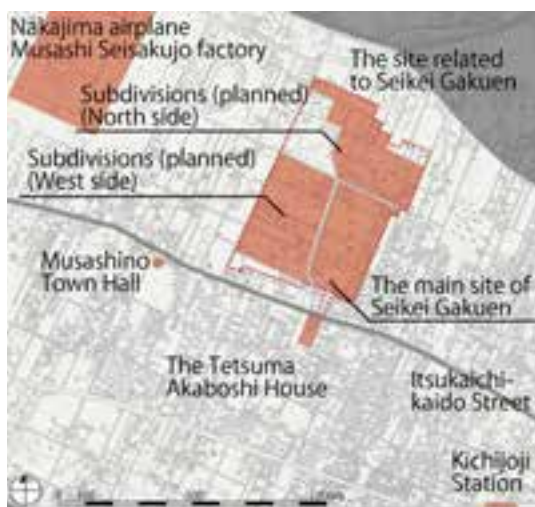 Nakajima airplane
Musashi Seisakujo factory
The site related
to Seikei Gakuen
Subdivisions (planned)
(North side)
Subdivisions (planned)
(West side)
Musashino
Town Hall
The main site of
Seikei Gakuen
The Tetsuma
Akaboshi House
Itsukaichi-
kaido Street
Kichijoji
Station
0